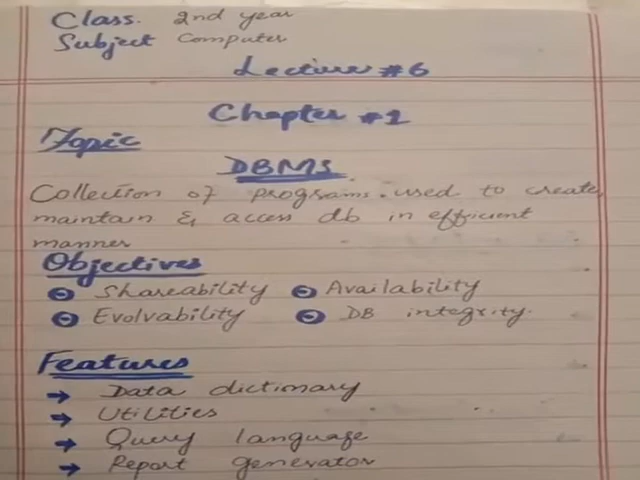 Class. 2nd year
Subject Computer
Lecture #6
Chapter #1
Topic
DBMS
Collection of programs used to create
maintain & access db in efficient
manner
Objectives
Shareability Availability
Evolvability DB integrity.
Features
→ Data dictionary
→ Utilities
→ Query language
→ Report generator